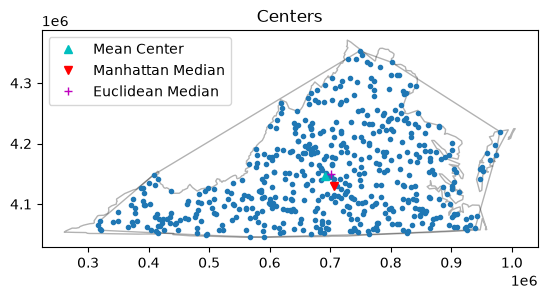 Centers
1e6
Mean Center
Manhattan Median
Euclidean Median
4.3
4.2
4.1
0.3 0.4 0.5 0.6 0.7 0.8 0.9 1.0
1e6